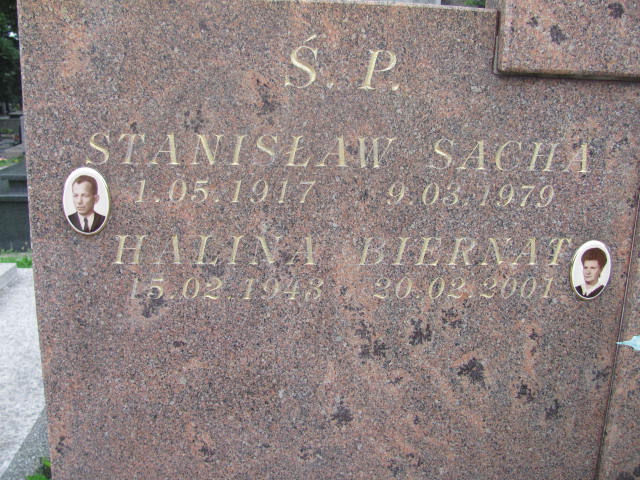 Ś. P.
STANISŁAW SACHA
1.05.1917 9.03.1979
HALINA BIERNAT
15.02.1943 20.02.2001